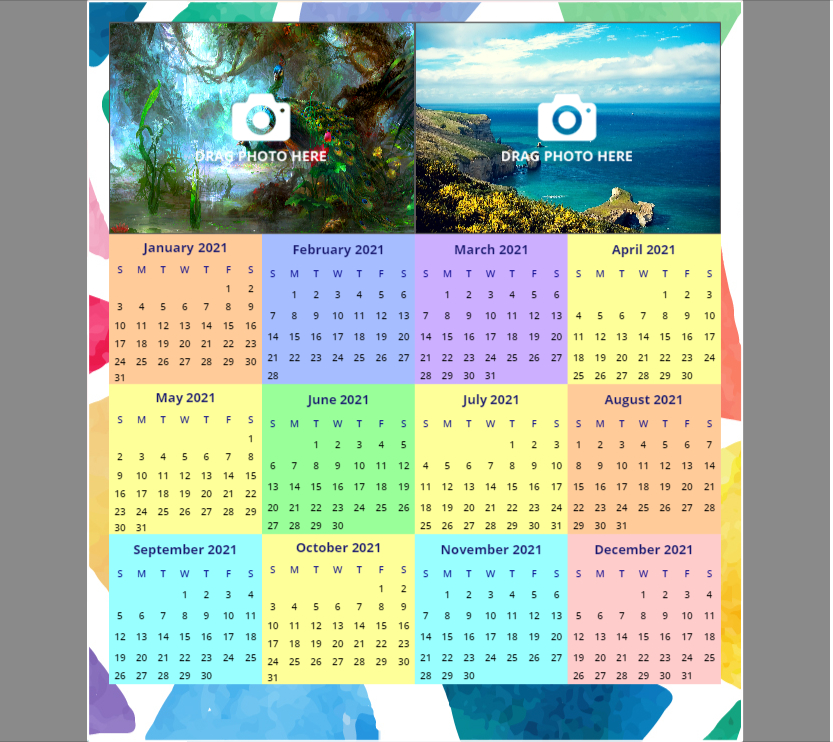 DRAG PHOTO HERE
DRAG PHOTO HERE
January 2021
S M T W T F S
1 2
3 4 5 6 7 8 9
10 11 12 13 14 15 16
17 18 19 20 21 22 23
24 25 26 27 28 29 30
31
February 2021
S M T W T F S
1 2 3 4 5 6
7 8 9 10 11 12 13
14 15 16 17 18 19 20
21 22 23 24 25 26 27
28
March 2021
S M T W T F S
1 2 3 4 5 6
7 8 9 10 11 12 13
14 15 16 17 18 19 20
21 22 23 24 25 26 27
28 29 30 31
April 2021
S M T W T F S
1 2 3
4 5 6 7 8 9 10
11 12 13 14 15 16 17
18 19 20 21 22 23 24
25 26 27 28 29 30
May 2021
S M T W T F S
1
2 3 4 5 6 7 8
9 10 11 12 13 14 15
16 17 18 19 20 21 22
23 24 25 26 27 28 29
30 31
June 2021
S M T W T F S
1 2 3 4 5
6 7 8 9 10 11 12
13 14 15 16 17 18 19
20 21 22 23 24 25 26
27 28 29 30
July 2021
S M T W T F S
1 2 3
4 5 6 7 8 9 10
11 12 13 14 15 16 17
18 19 20 21 22 23 24
25 26 27 28 29 30 31
August 2021
S M T W T F S
1 2 3 4 5 6 7
8 9 10 11 12 13 14
15 16 17 18 19 20 21
22 23 24 25 26 27 28
29 30 31
September 2021
S M T W T F S
1 2 3 4
5 6 7 8 9 10 11
12 13 14 15 16 17 18
19 20 21 22 23 24 25
26 27 28 29 30
October 2021
S M T W T F S
1 2
3 4 5 6 7 8 9
10 11 12 13 14 15 16
17 18 19 20 21 22 23
24 25 26 27 28 29 30
31
November 2021
S M T W T F S
1 2 3 4 5 6
7 8 9 10 11 12 13
14 15 16 17 18 19 20
21 22 23 24 25 26 27
28 29 30
December 2021
S M T W T F S
1 2 3 4
5 6 7 8 9 10 11
12 13 14 15 16 17 18
19 20 21 22 23 24 25
26 27 28 29 30 31